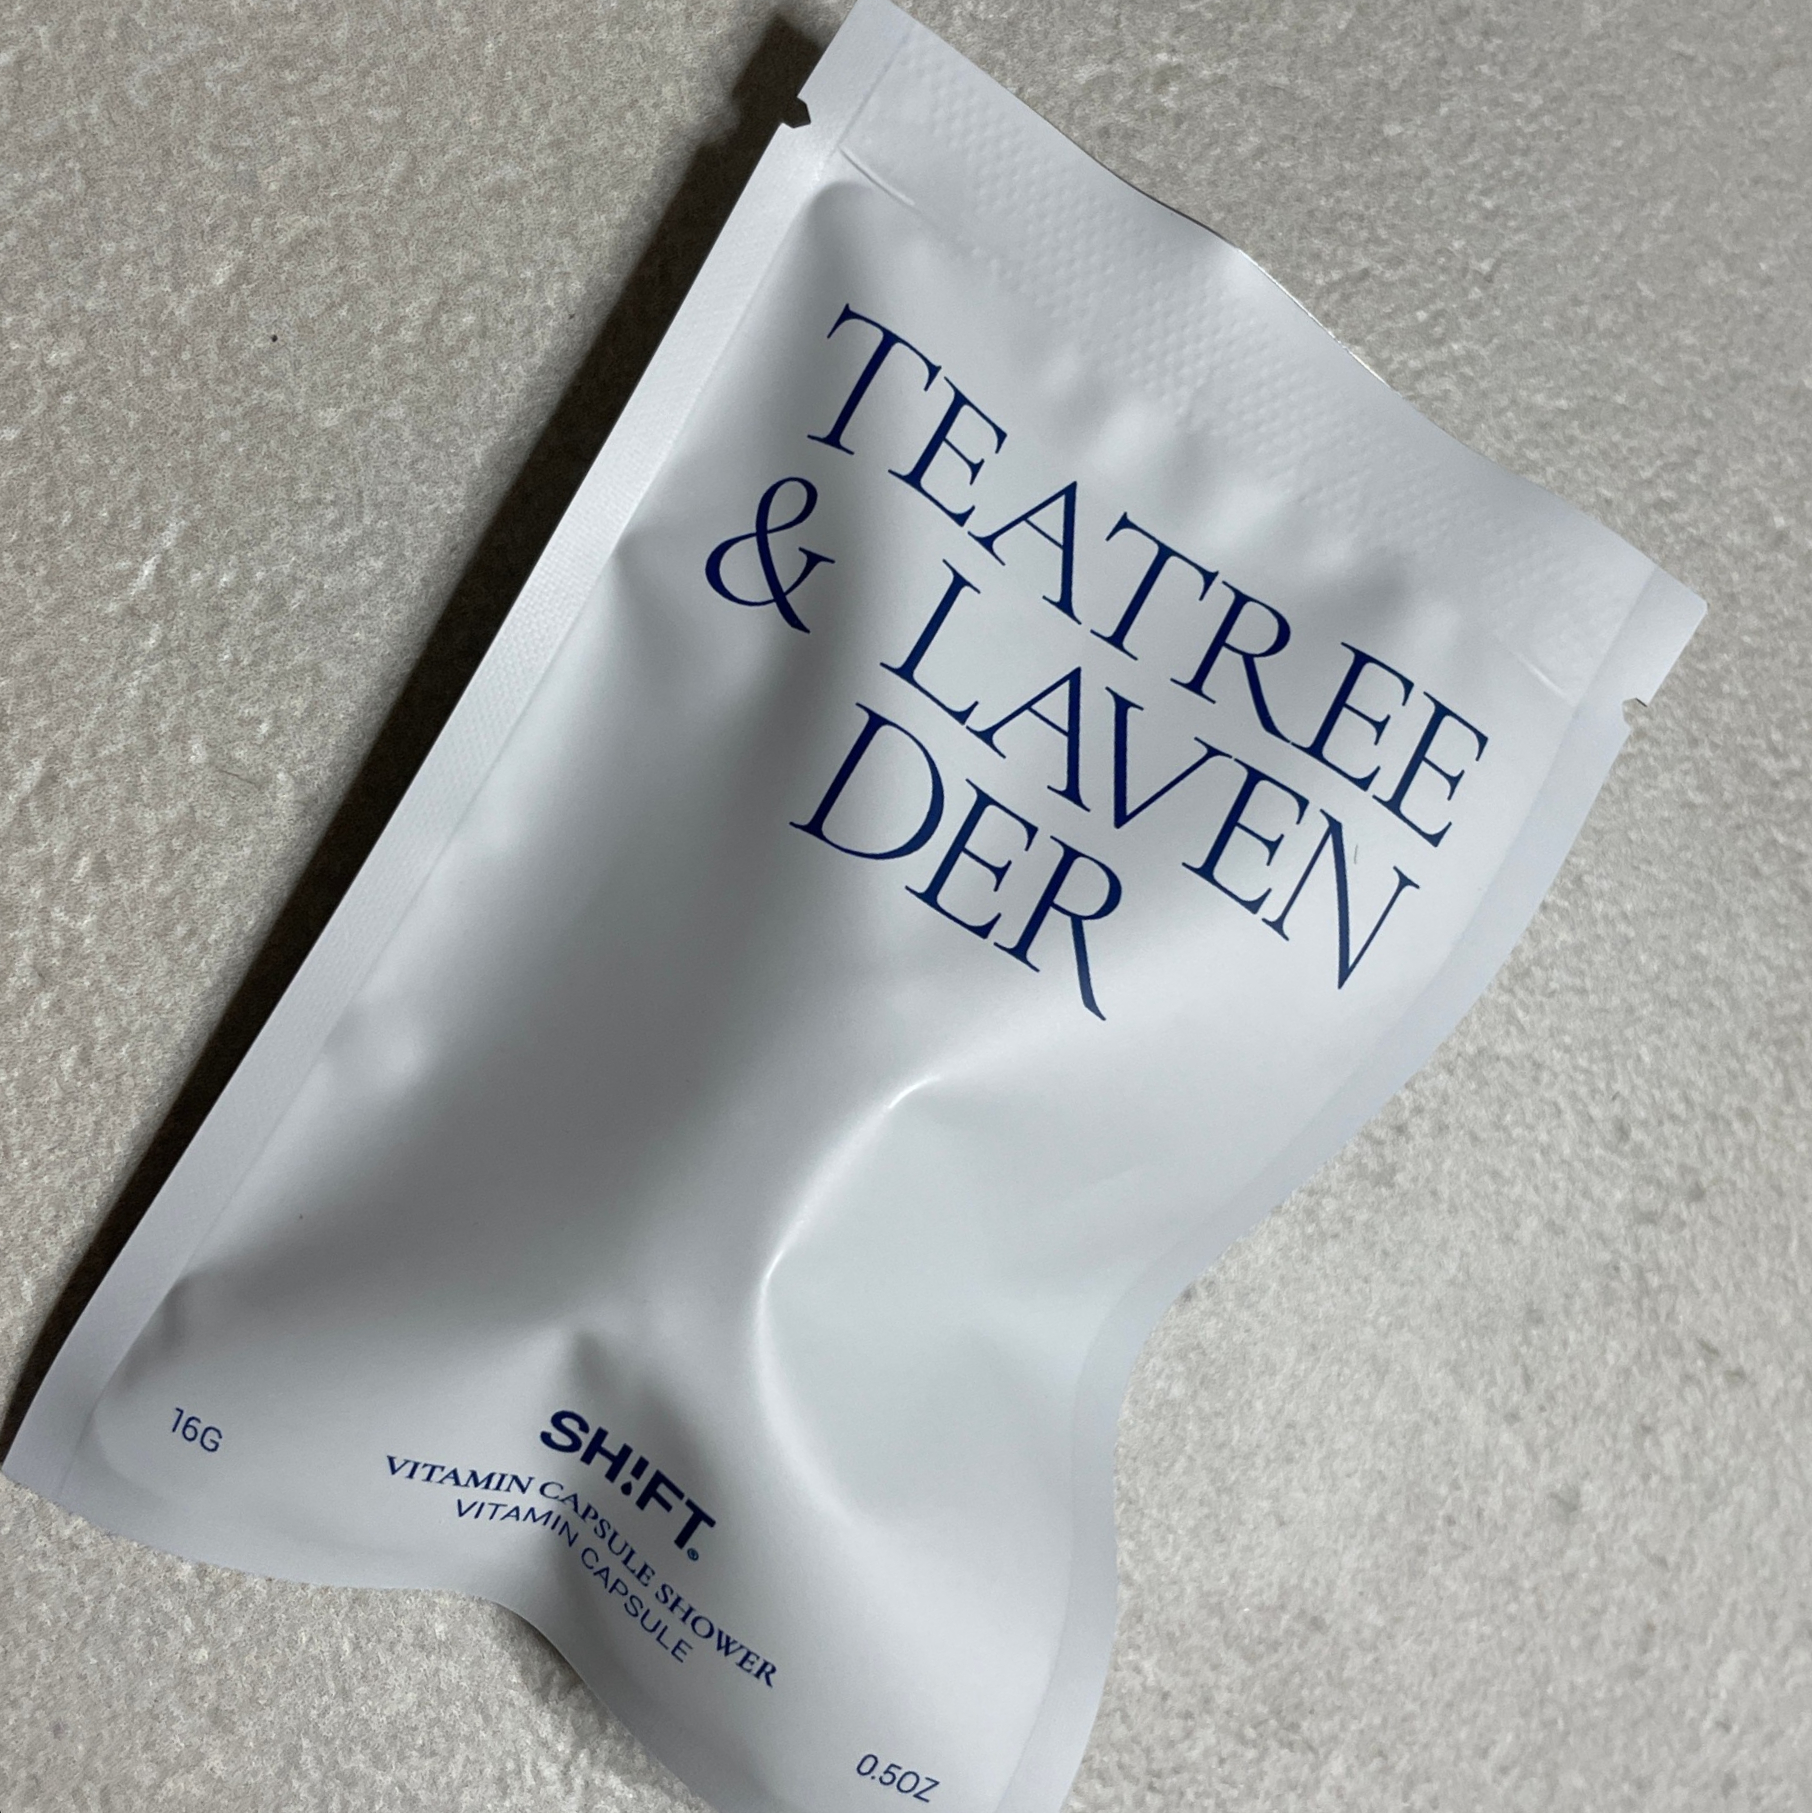 TEATREE
& LAVEN
DER
16G
SH!FT®
VITAMIN CAPSULE SHOWER
VITAMIN CAPSULE
0.5OZ